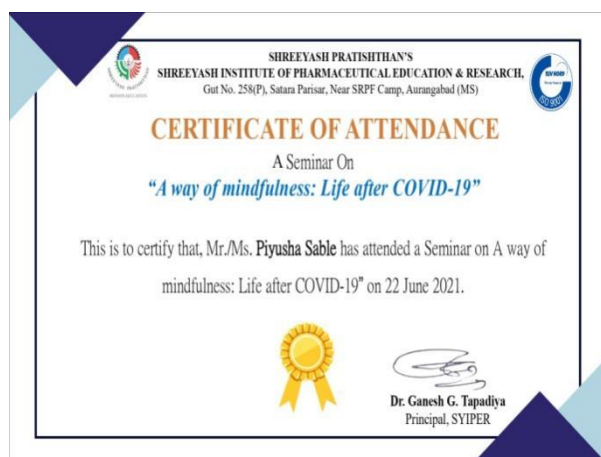 SHREEYASH PRATISHTHAN'S
SHREEYASH INSTITUTE OF PHARMACEUTICAL EDUCATION & RESEARCH,
Gut No. 258(P), Satara Parisar, Near SRPF Camp, Aurangabad (MS)
ISO 9001
CERTIFICATE OF ATTENDANCE
A Seminar On
“A way of mindfulness: Life after COVID-19”
This is to certify that, Mr./Ms. Piyusha Sable has attended a Seminar on A way of
mindfulness: Life after COVID-19” on 22 June 2021.
Dr. Ganesh G. Tapadiya
Principal, SYIPER